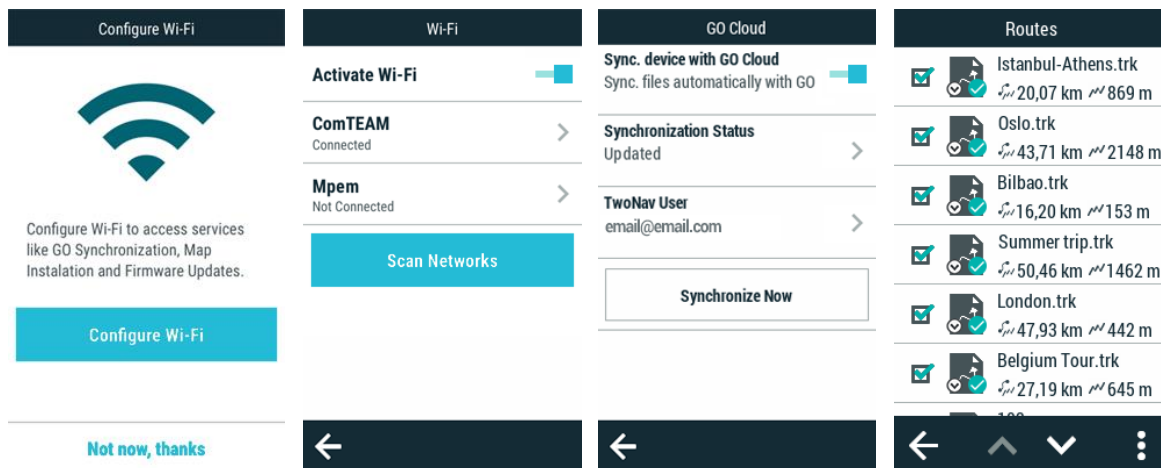 Configure Wi-Fi
Configure Wi-Fi to access services
like GO Synchronization, Map
Instalation and Firmware Updates.
Configure Wi-Fi
Not now, thanks
Wi-Fi
Activate Wi-Fi
ComTEAM
Connected
Mpem
Not Connected
Scan Networks
GO Cloud
Sync. device with GO Cloud
Sync. files automatically with GO
Synchronization Status
Updated
TwoNav User
email@email.com
Synchronize Now
Routes
Istanbul-Athens.trk
20,07 km 869 m
Oslo.trk
43,71 km 2148 m
Bilbao.trk
16,20 km 153 m
Summer trip.trk
50,46 km 1462 m
London.trk
47,93 km 442 m
Belgium Tour.trk
27,19 km 645 m